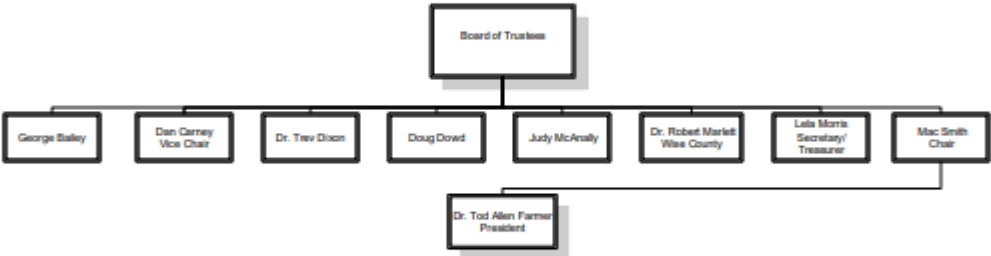 Board of Trustees
George Bailey
Dan Carney
Vice Chair
Dr. Trev Dixon
Doug Dowd
Judy McAnally
Dr. Robert Marlett
Wise County
Lela Morris
Secretary/
Treasurer
Mac Smith
Chair
Dr. Tod Allen Farmer
President